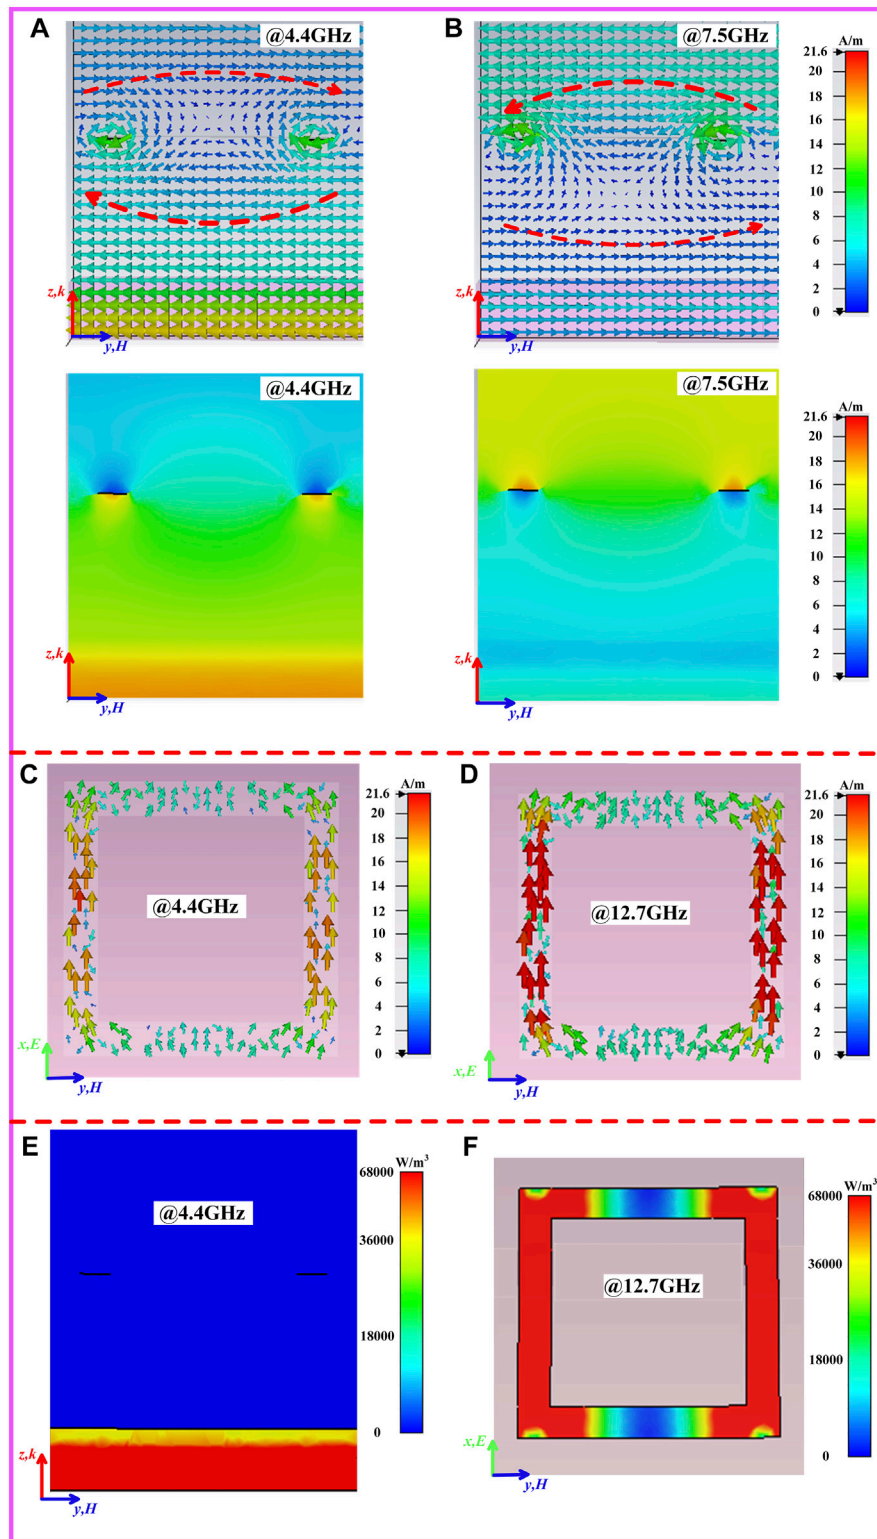 A
@4.4GHz
z,k
y,H
B
@7.5GHz
z,k
y,H
A/m
21.6
20
18
16
14
12
10
8
6
4
2
0
@4.4GHz
z,k
y,H
@7.5GHz
z,k
y,H
A/m
21.6
20
18
16
14
12
10
8
6
4
2
0
C
@4.4GHz
x,E
y,H
A/m
21.6
20
18
16
14
12
10
8
6
4
2
0
D
@12.7GHz
x,E
y,H
A/m
21.6
20
18
16
14
12
10
8
6
4
2
0
E
@4.4GHz
z,k
y,H
W/m³
68000
36000
18000
0
F
@12.7GHz
x,E
y,H
W/m³
68000
36000
18000
0